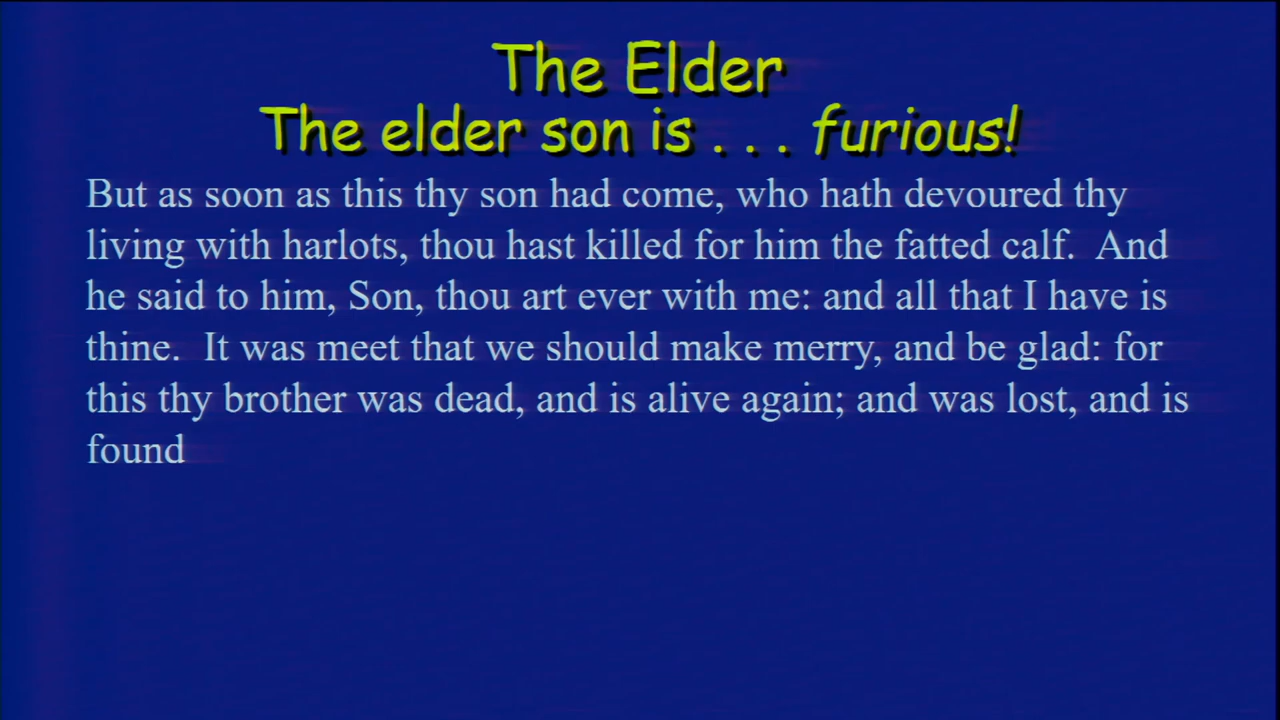 The Elder
The elder son is . . . furious!
But as soon as this thy son had come, who hath devoured thy
living with harlots, thou hast killed for him the fatted calf.  And
he said to him, Son, thou art ever with me: and all that I have is
thine.  It was meet that we should make merry, and be glad: for
this thy brother was dead, and is alive again; and was lost, and is
found